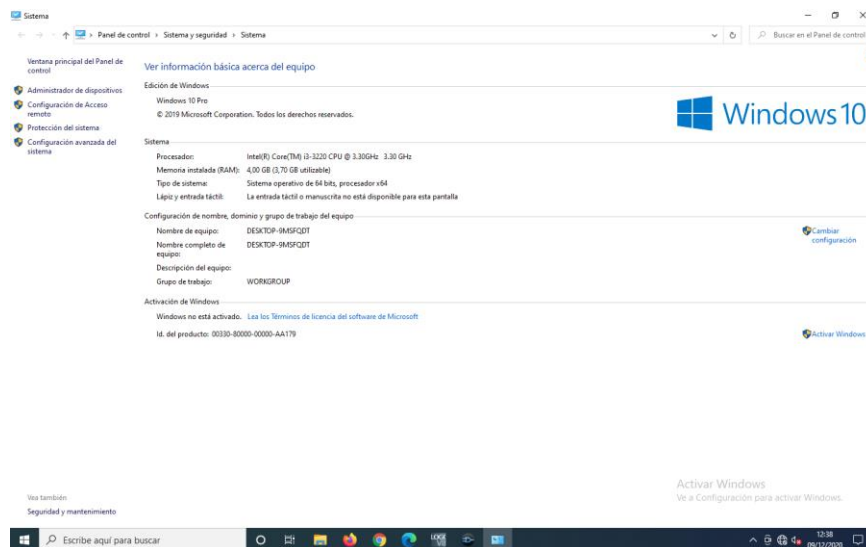 Sistema
Panel de control > Sistema y seguridad > Sistema
Buscar en el Panel de control
Ventana principal del Panel de
control
Administrador de dispositivos
Configuración de Acceso
remoto
Protección del sistema
Configuración avanzada del
sistema
Ver información básica acerca del equipo
Edición de Windows
Windows 10 Pro
© 2019 Microsoft Corporation. Todos los derechos reservados.
Windows 10
Sistema
Procesador: Intel(R) Core(TM) i3-3220 CPU @ 3.30GHz 3.30 GHz
Memoria instalada (RAM): 4,00 GB (3,70 GB utilizable)
Tipo de sistema: Sistema operativo de 64 bits, procesador x64
Lápiz y entrada táctil: La entrada táctil o manuscrita no está disponible para esta pantalla
Configuración de nombre, dominio y grupo de trabajo del equipo
Nombre de equipo: DESKTOP-9MSFQDT
Cambiar
configuración
Nombre completo de
equipo: DESKTOP-9MSFQDT
Descripción del equipo:
Grupo de trabajo: WORKGROUP
Activación de Windows
Windows no está activado. Lea los Términos de licencia del software de Microsoft
Id. del producto: 00330-80000-00000-AA179
Activar Windows
Activar Windows
Ve a Configuración para activar Windows.
Vea también
Seguridad y mantenimiento
Escribe aquí para buscar
12:38
09/12/2020